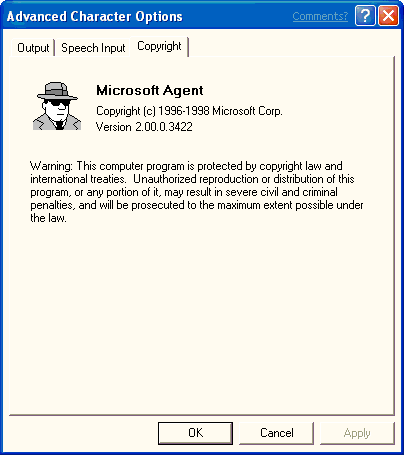 Advanced Character Options Comments? ?
Output Speech Input Copyright
Microsoft Agent
Copyright (c) 1996-1998 Microsoft Corp.
Version 2.00.0.3422
Warning: This computer program is protected by copyright law and
international treaties.  Unauthorized reproduction or distribution of this
program, or any portion of it, may result in severe civil and criminal
penalties, and will be prosecuted to the maximum extent possible under
the law.
OK Cancel Apply